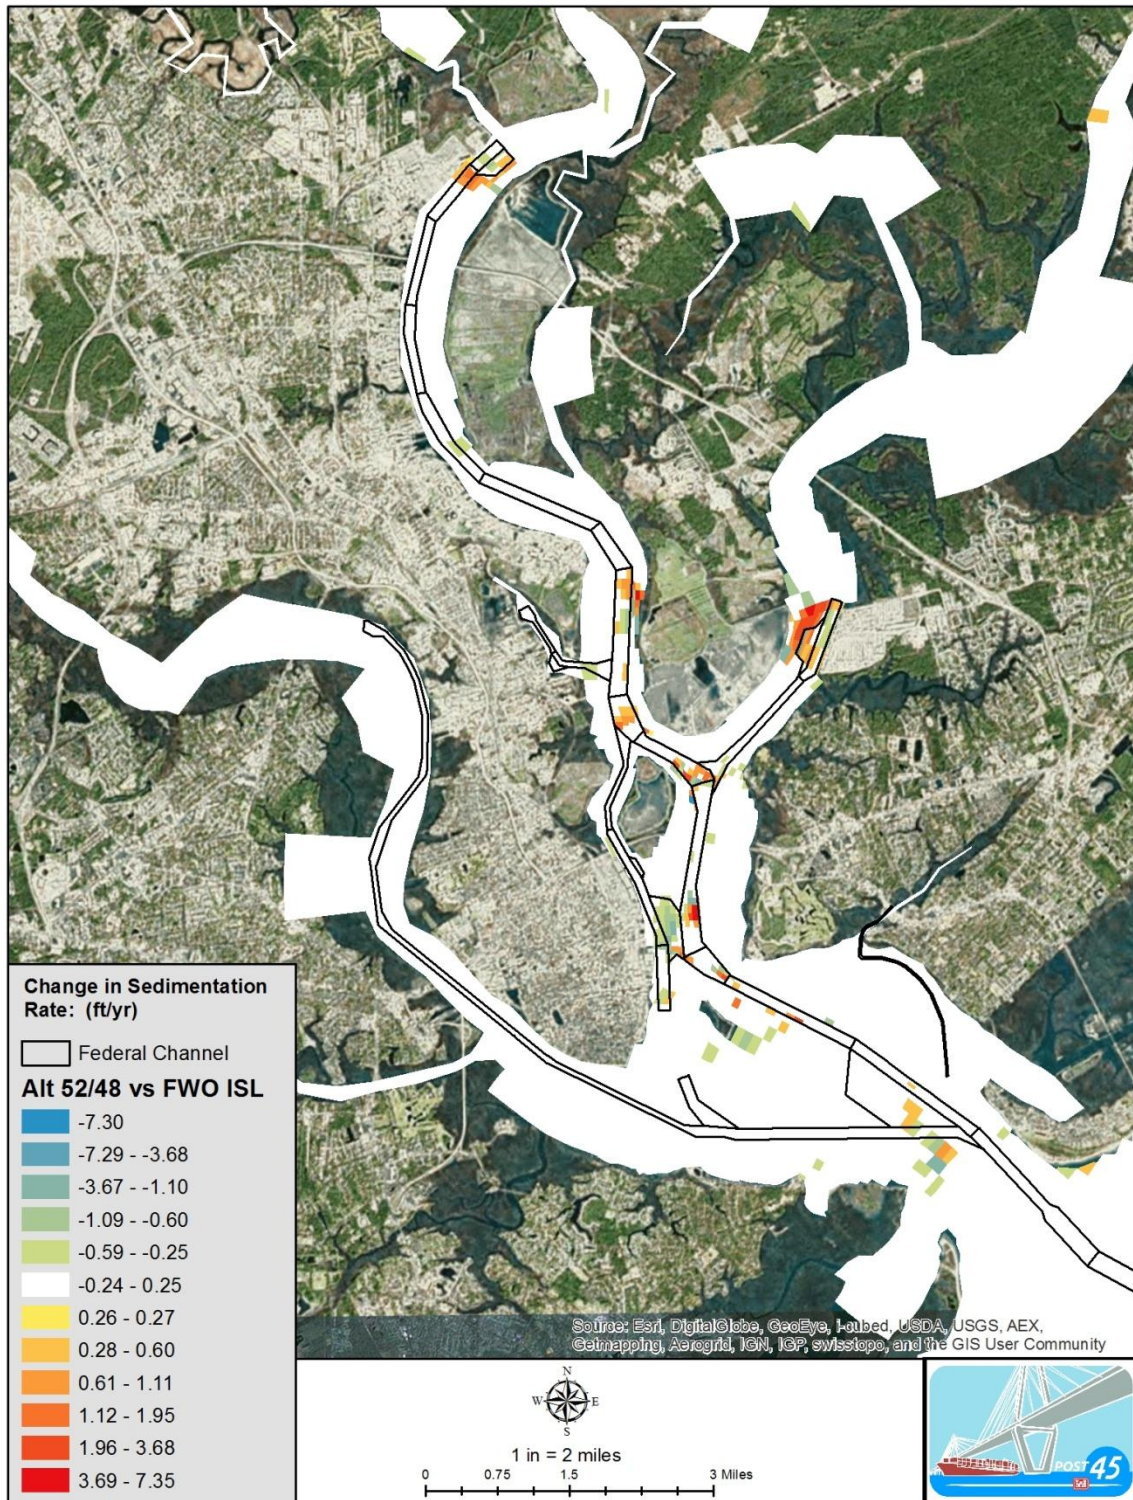 Source: Esri, DigitalGlobe, GeoEye, i-cubed, USDA, USGS, AEX,
Getmapping, Aerogrid, IGN, IGP, swisstopo, and the GIS User Community
Change in Sedimentation
Rate: (ft/yr)
Federal Channel
Alt 52/48 vs FWO ISL
-7.30
-7.29 - -3.68
-3.67 - -1.10
-1.09 - -0.60
-0.59 - -0.25
-0.24 - 0.25
0.26 - 0.27
0.28 - 0.60
0.61 - 1.11
1.12 - 1.95
1.96 - 3.68
3.69 - 7.35
N
W E
S
1 in = 2 miles
0 0.75 1.5 3 Miles
POST 45